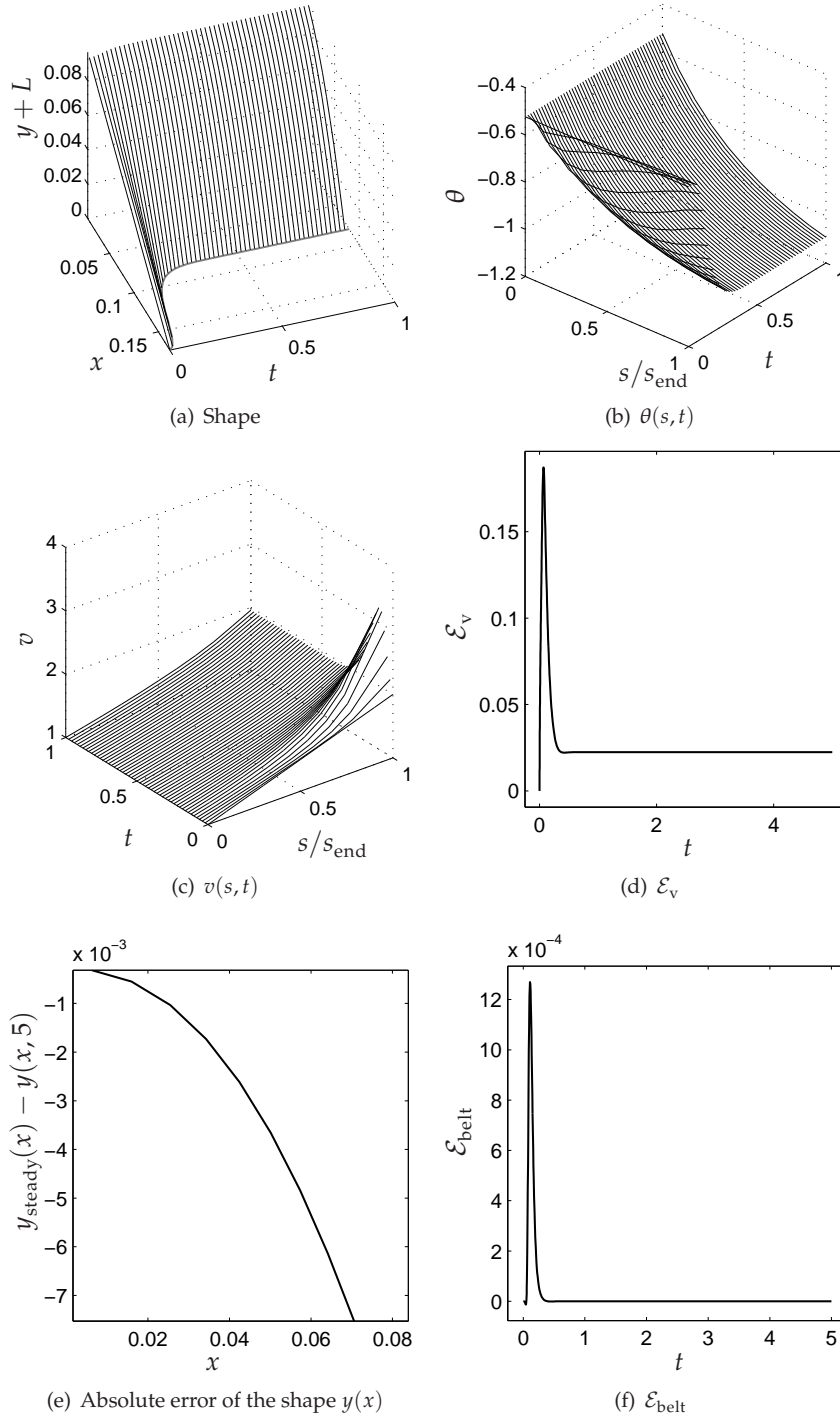 0.08
0.06
0.04
0.02
0
y + L
0.05
0.1
0.15
x
0
0.5
1
t
(a) Shape
−0.4
−0.6
−0.8
−1
−1.2
θ
0
0.5
1
s/s_end
0
0.5
1
t
(b) θ(s, t)
4
3
2
1
v
1
0.5
0
t
0
0.5
1
s/s_end
(c) v(s, t)
0.15
0.1
0.05
0
ℰ_v
0 2 4
t
(d) ℰ_v
x 10⁻³
−1
−2
−3
−4
−5
−6
−7
y_steady(x) − y(x, 5)
0.02 0.04 0.06 0.08
x
(e) Absolute error of the shape y(x)
x 10⁻⁴
12
10
8
6
4
2
0
ℰ_belt
0 1 2 3 4 5
t
(f) ℰ_belt